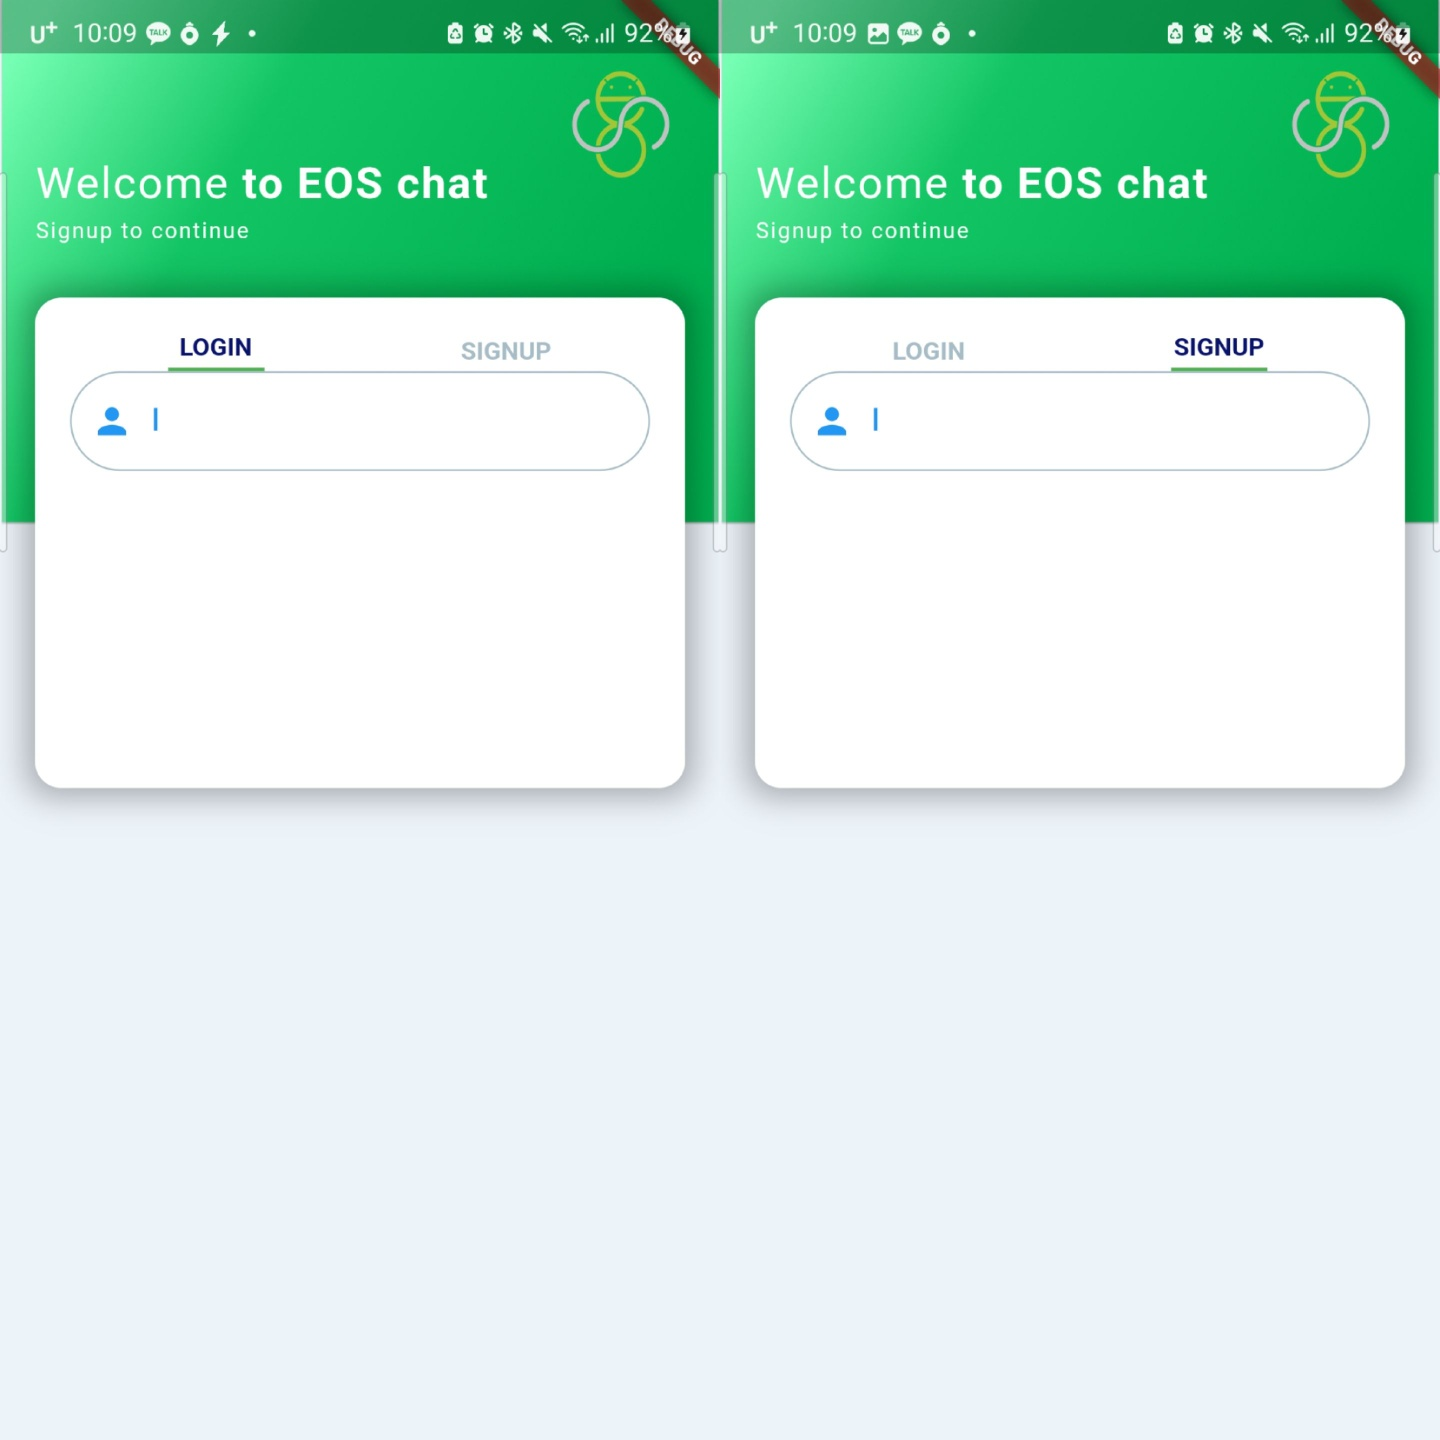 U+ 10:09 TALK 92%
DEBUG
Welcome to EOS chat
Signup to continue
LOGIN SIGNUP
U+ 10:09 TALK 92%
DEBUG
Welcome to EOS chat
Signup to continue
LOGIN SIGNUP